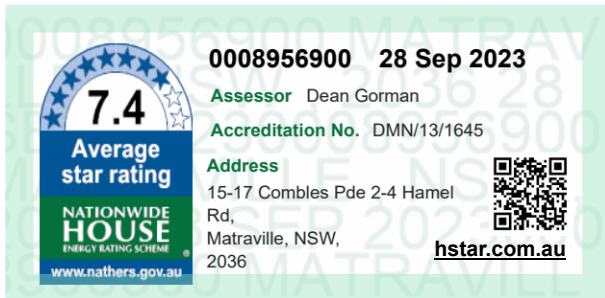 0008956900 28 Sep 2023
Assessor Dean Gorman
Accreditation No. DMN/13/1645
Address
15-17 Combles Pde 2-4 Hamel
Rd,
Matraville, NSW,
2036
hstar.com.au
7.4
Average
star rating
NATIONWIDE
HOUSE
ENERGY RATING SCHEME
®
www.nathers.gov.au